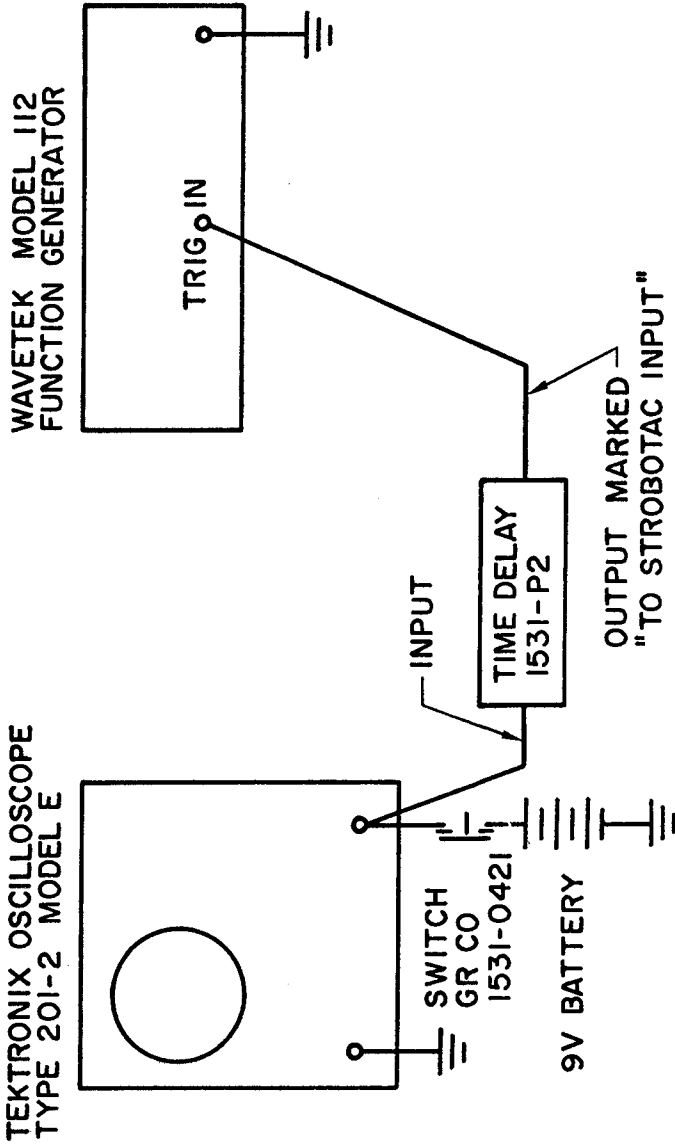 TEKTRONIX OSCILLOSCOPE
TYPE 201-2 MODEL E
WAVETEK MODEL 112
FUNCTION GENERATOR
TRIG IN
INPUT
TIME DELAY
1531-P2
SWITCH
GR CO
1531-0421
9V BATTERY
OUTPUT MARKED
"TO STROBOTAC INPUT"